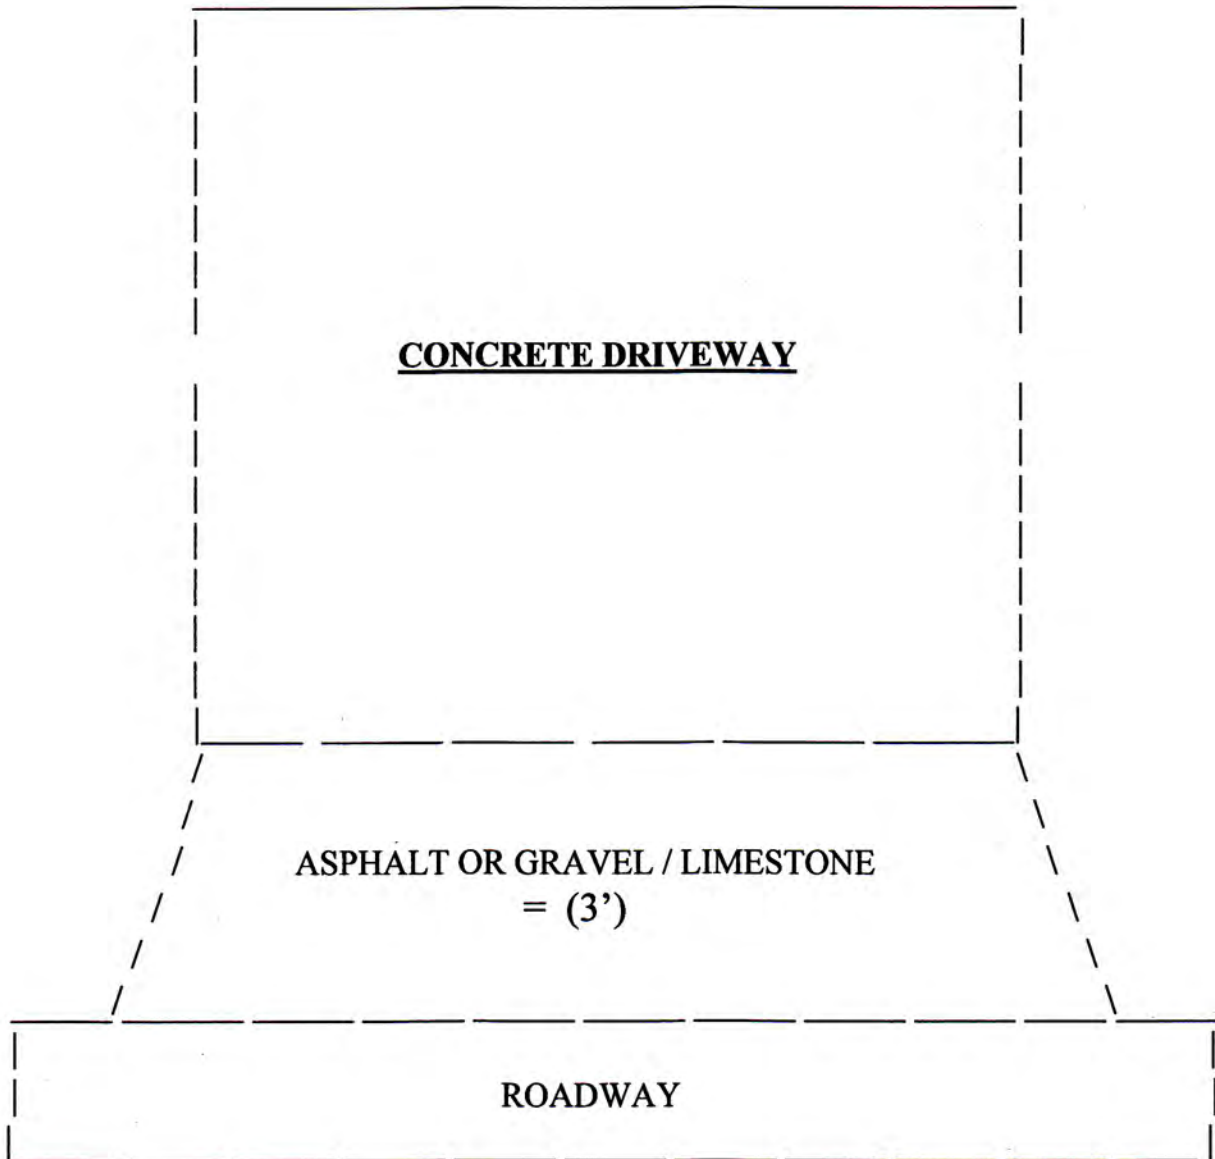 CONCRETE DRIVEWAY
ASPHALT OR GRAVEL / LIMESTONE
= (3’)
ROADWAY